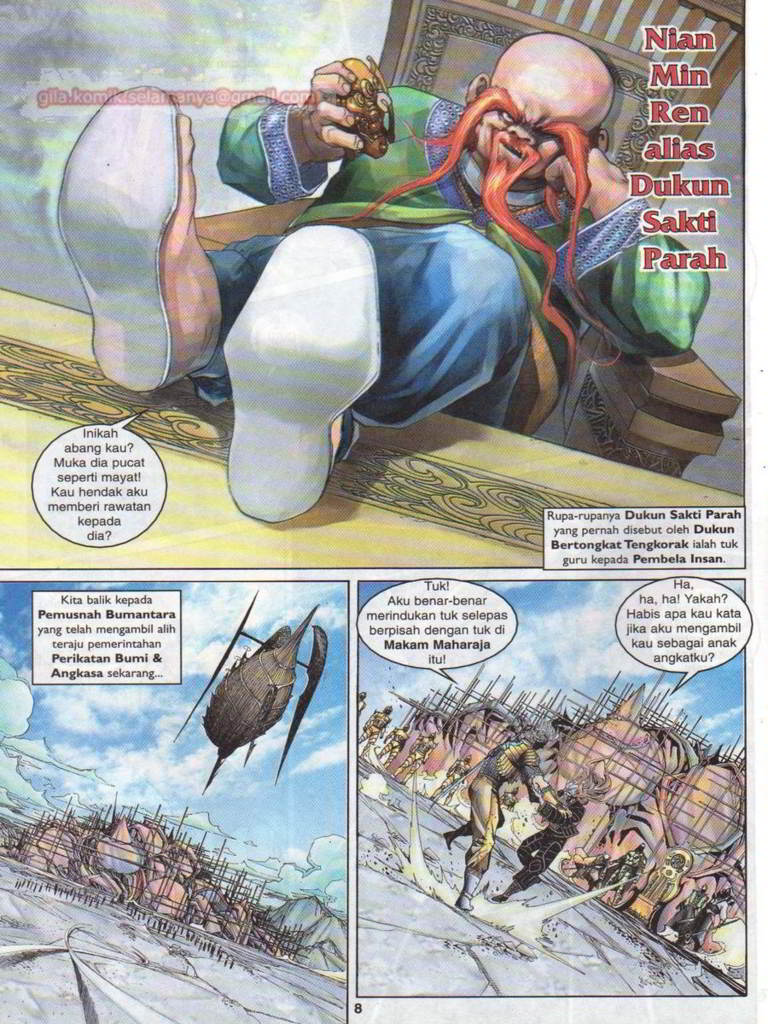 Nian
Min
Ren
alias
Dukun
Sakti
Parah
gila.komik.selamanya@gmail.com
Inikah
abang kau?
Muka dia pucat
seperti mayat!
Kau hendak aku
memberi rawatan
kepada
dia?
Rupa-rupanya Dukun Sakti Parah
yang pernah disebut oleh Dukun
Bertongkat Tengkorak ialah tuk
guru kepada Pembela Insan.
Kita balik kepada
Pemusnah Bumantara
yang telah mengambil alih
teraju pemerintahan
Perikatan Bumi &
Angkasa sekarang...
Tuk!
Aku benar-benar
merindukan tuk selepas
berpisah dengan tuk di
Makam Maharaja
itu!
Ha,
ha, ha! Yakah?
Habis apa kau kata
jika aku mengambil
kau sebagai anak
angkatku?
8